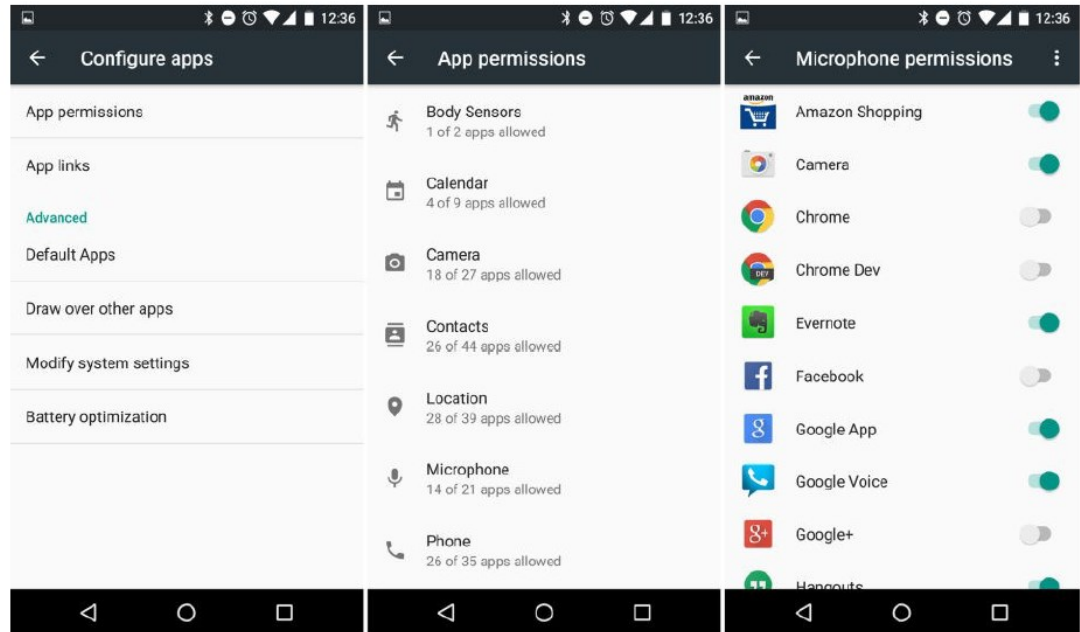 12:36
Configure apps
App permissions
App links
Advanced
Default Apps
Draw over other apps
Modify system settings
Battery optimization
12:36
App permissions
Body Sensors
1 of 2 apps allowed
Calendar
4 of 9 apps allowed
Camera
18 of 27 apps allowed
Contacts
26 of 44 apps allowed
Location
28 of 39 apps allowed
Microphone
14 of 21 apps allowed
Phone
26 of 35 apps allowed
12:36
Microphone permissions
amazon
Amazon Shopping
Camera
Chrome
DEV
Chrome Dev
Evernote
f
Facebook
g
Google App
Google Voice
g+
Google+
Hangouts